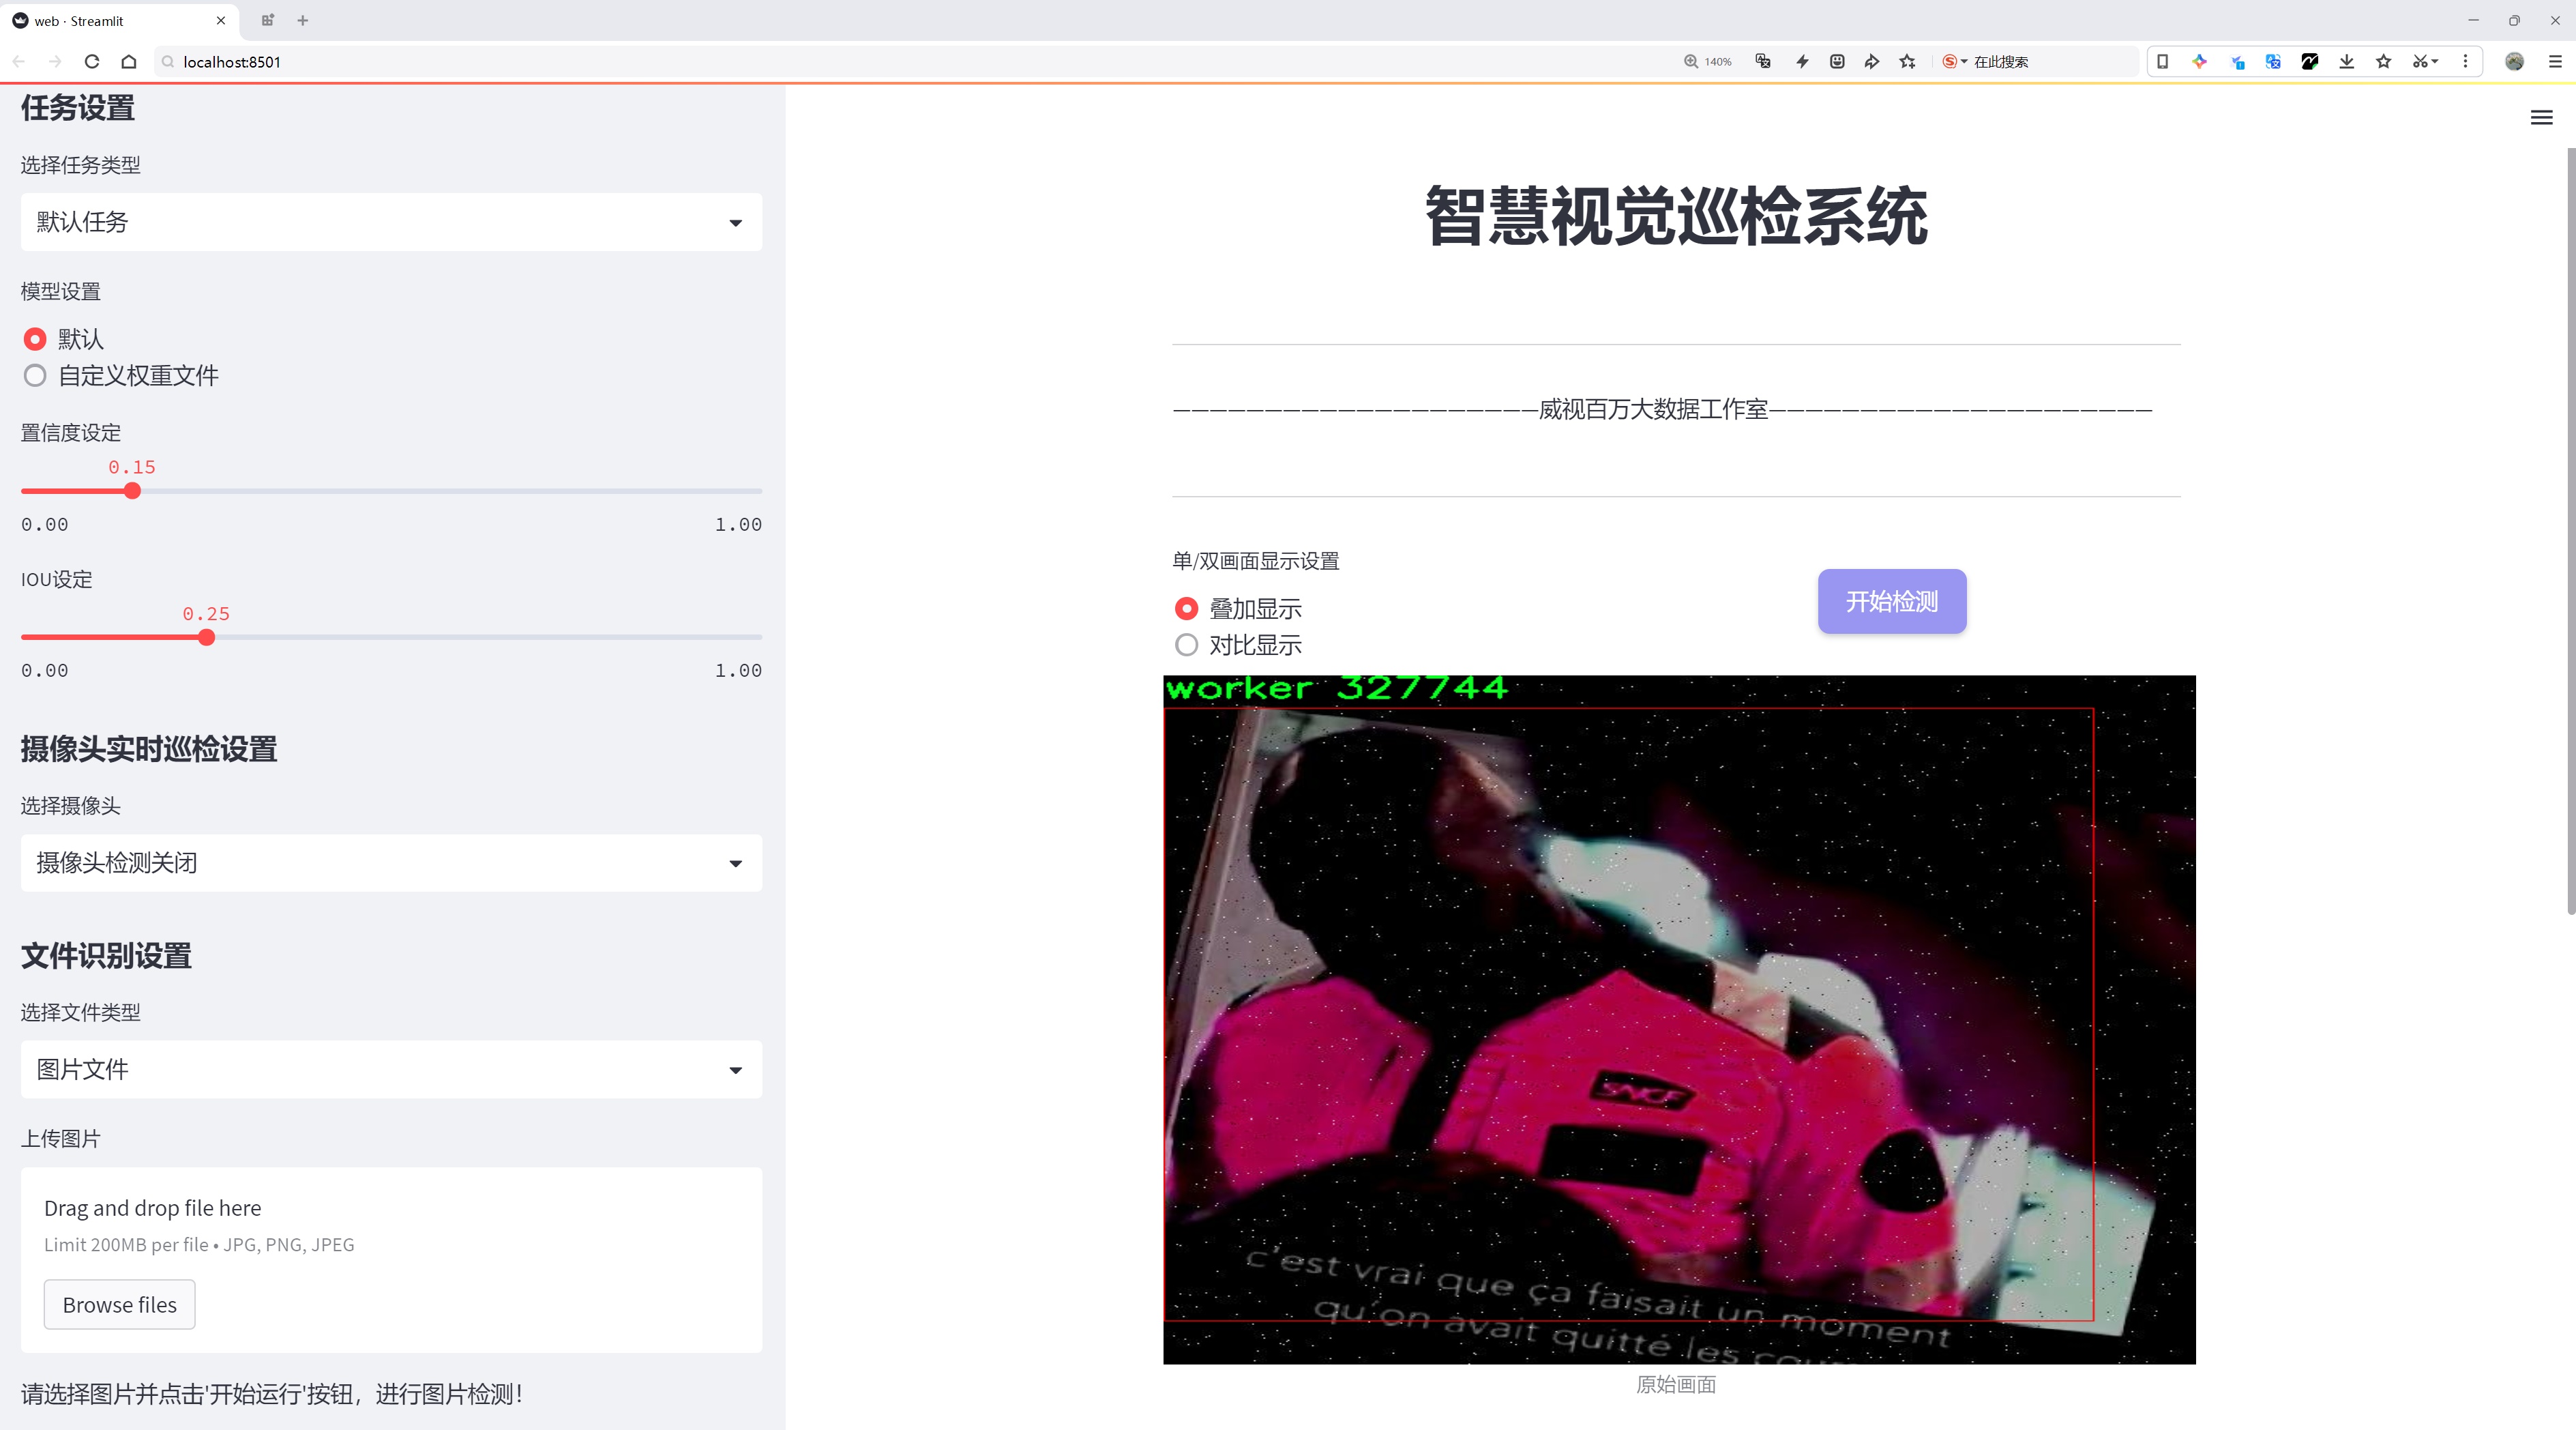 web · Streamlit
localhost:8501
140%
在此搜索
任务设置
选择任务类型
默认任务
模型设置
默认
自定义权重文件
置信度设定
0.15
0.00
1.00
IOU设定
0.25
0.00
1.00
摄像头实时巡检设置
选择摄像头
摄像头检测关闭
文件识别设置
选择文件类型
图片文件
上传图片
Drag and drop file here
Limit 200MB per file • JPG, PNG, JPEG
Browse files
请选择图片并点击'开始运行'按钮，进行图片检测！
智慧视觉巡检系统
————————————————————威视百万大数据工作室—————————————————————
单/双画面显示设置
叠加显示
对比显示
开始检测
worker 327744
SNCF
c'est vrai que ça faisait un moment
qu'on avait quitté les
原始画面